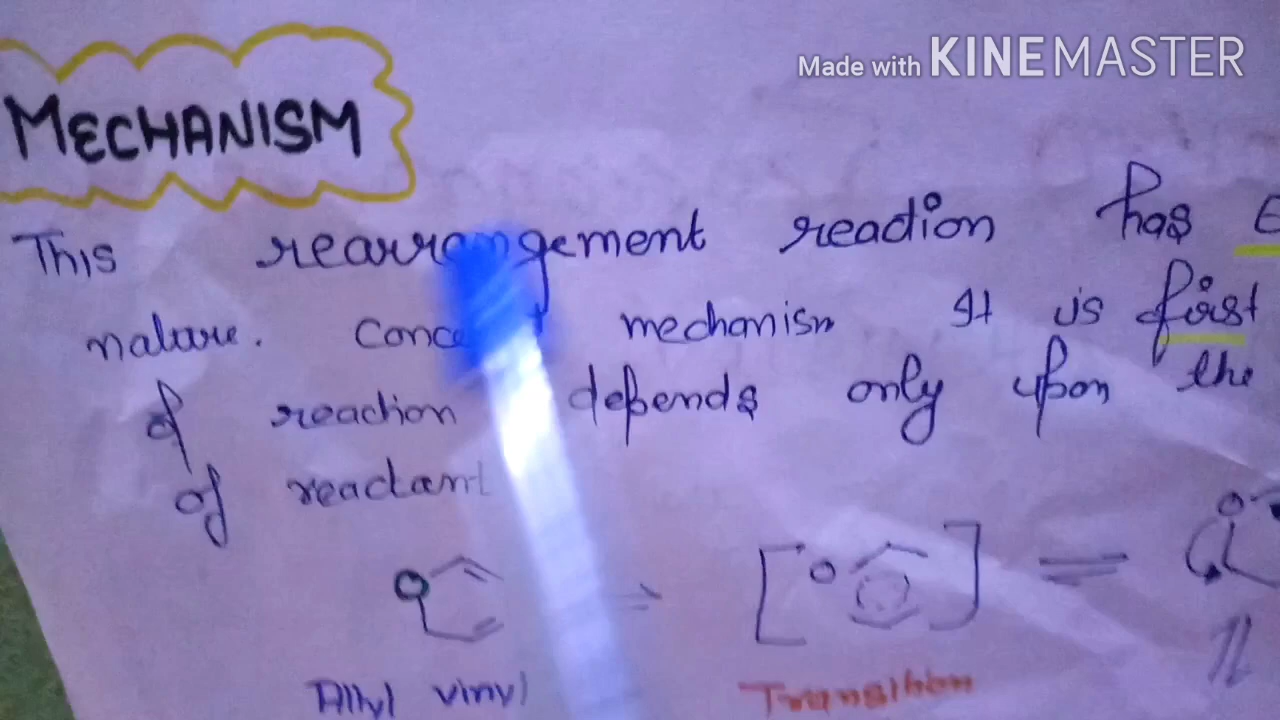 Made with KINEMASTER
MECHANISM
This rearrangement reaction has
nature. mechanism It is first
of reaction depends only upon the
of reactant
O O O
Allyl vinyl Transition